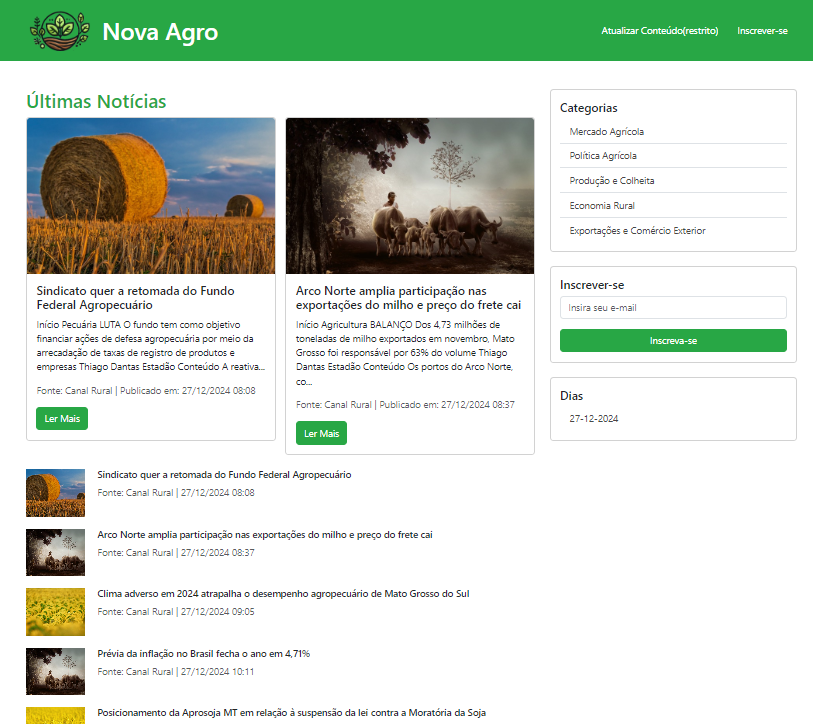 Nova Agro
Atualizar Conteúdo(restrito)
Inscrever-se
Últimas Notícias
Sindicato quer a retomada do Fundo
Federal Agropecuário
Início Pecuária LUTA O fundo tem como objetivo
financiar ações de defesa agropecuária por meio da
arrecadação de taxas de registro de produtos e
empresas Thiago Dantas Estadão Conteúdo A reativa...
Fonte: Canal Rural | Publicado em: 27/12/2024 08:08
Ler Mais
Arco Norte amplia participação nas
exportações do milho e preço do frete cai
Início Agricultura BALANÇO Dos 4,73 milhões de
toneladas de milho exportados em novembro, Mato
Grosso foi responsável por 63% do volume Thiago
Dantas Estadão Conteúdo Os portos do Arco Norte,
co...
Fonte: Canal Rural | Publicado em: 27/12/2024 08:37
Ler Mais
Sindicato quer a retomada do Fundo Federal Agropecuário
Fonte: Canal Rural | 27/12/2024 08:08
Arco Norte amplia participação nas exportações do milho e preço do frete cai
Fonte: Canal Rural | 27/12/2024 08:37
Clima adverso em 2024 atrapalha o desempenho agropecuário de Mato Grosso do Sul
Fonte: Canal Rural | 27/12/2024 09:05
Prévia da inflação no Brasil fecha o ano em 4,71%
Fonte: Canal Rural | 27/12/2024 10:11
Posicionamento da Aprosoja MT em relação à suspensão da lei contra a Moratória da Soja
Categorias
Mercado Agrícola
Política Agrícola
Produção e Colheita
Economia Rural
Exportações e Comércio Exterior
Inscrever-se
Insira seu e-mail
Inscreva-se
Dias
27-12-2024